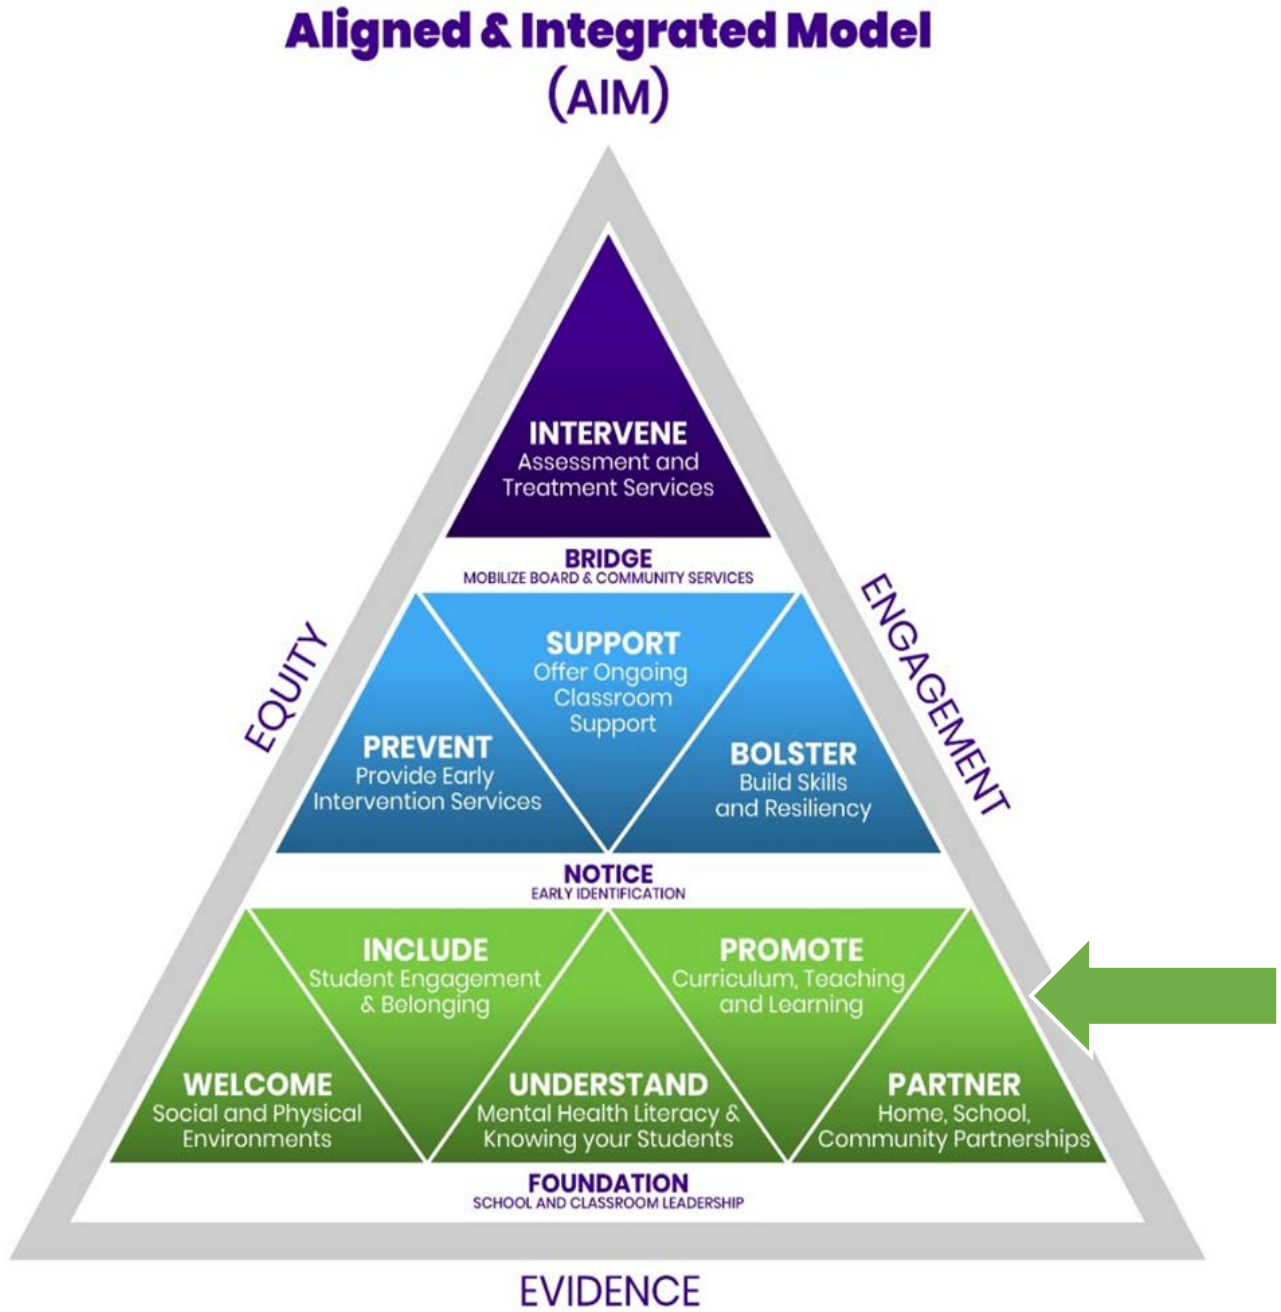 Aligned & Integrated Model
(AIM)
INTERVENE
Assessment and
Treatment Services
BRIDGE
MOBILIZE BOARD & COMMUNITY SERVICES
EQUITY
ENGAGEMENT
SUPPORT
Offer Ongoing
Classroom
Support
PREVENT
Provide Early
Intervention Services
BOLSTER
Build Skills
and Resiliency
NOTICE
EARLY IDENTIFICATION
INCLUDE
Student Engagement
& Belonging
PROMOTE
Curriculum, Teaching
and Learning
WELCOME
Social and Physical
Environments
UNDERSTAND
Mental Health Literacy &
Knowing your Students
PARTNER
Home, School,
Community Partnerships
FOUNDATION
SCHOOL AND CLASSROOM LEADERSHIP
EVIDENCE